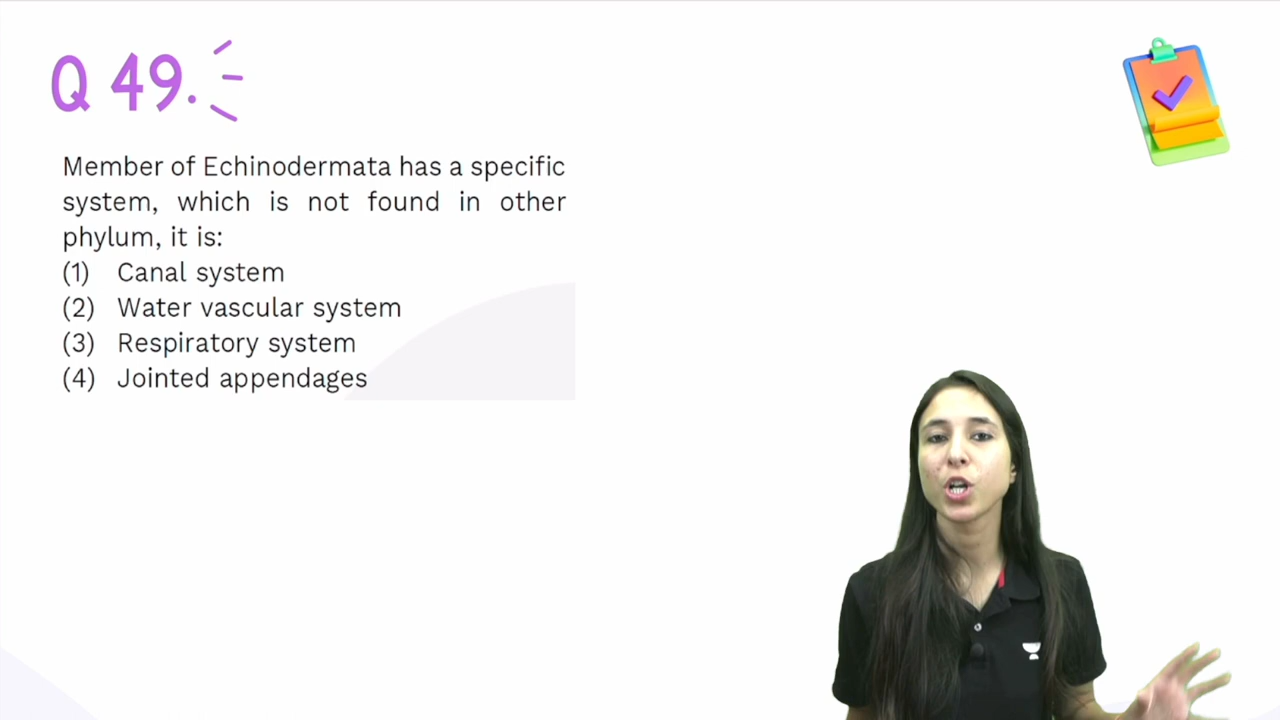 Q 49.
Member of Echinodermata has a specific
system, which is not found in other
phylum, it is:
(1) Canal system
(2) Water vascular system
(3) Respiratory system
(4) Jointed appendages